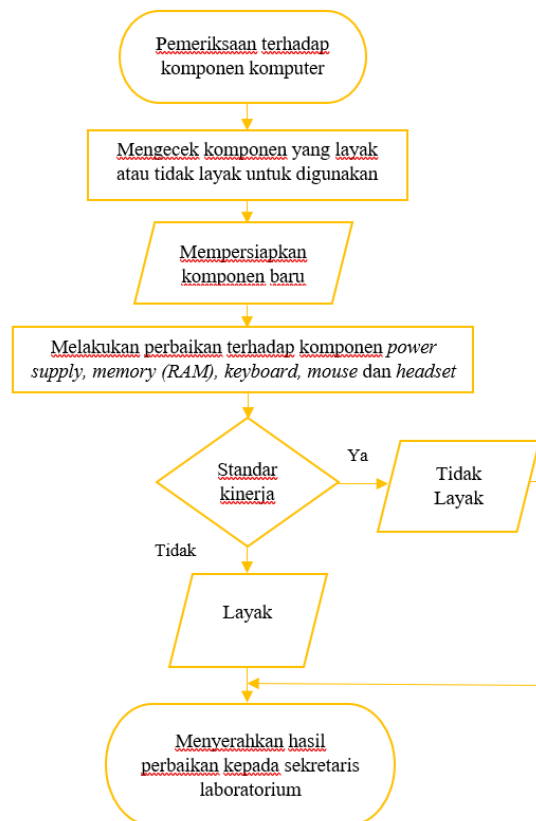 Pemeriksaan terhadap
komponen komputer
Mengecek komponen yang layak
atau tidak layak untuk digunakan
Mempersiapkan
komponen baru
Melakukan perbaikan terhadap komponen power
supply, memory (RAM), keyboard, mouse dan headset
Standar
kinerja
Ya
Tidak
Layak
Tidak
Layak
Menyerahkan hasil
perbaikan kepada sekretaris
laboratorium